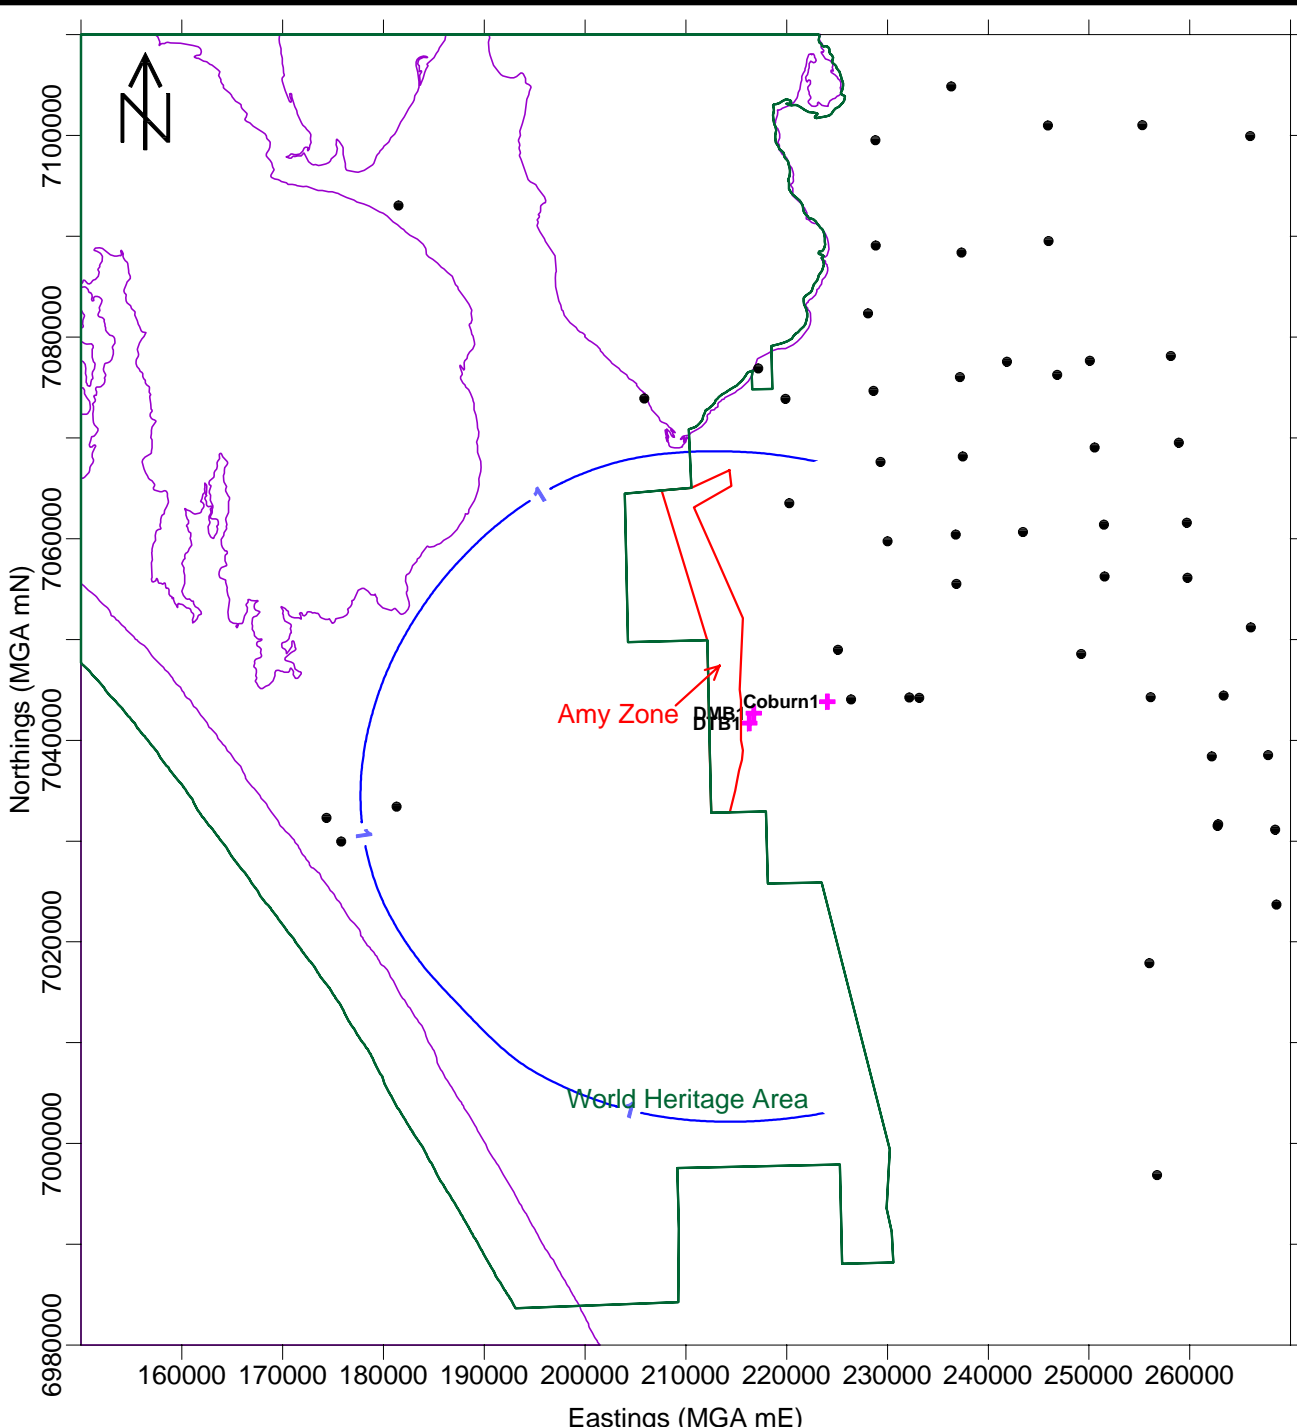 N
7100000
7080000
7060000
7040000
7020000
7000000
6980000
Northings (MGA mN)
1
1
1
Coburn1
DMB1
DTB1
Amy Zone
World Heritage Area
160000 170000 180000 190000 200000 210000 220000 230000 240000 250000 260000
Eastings (MGA mE)